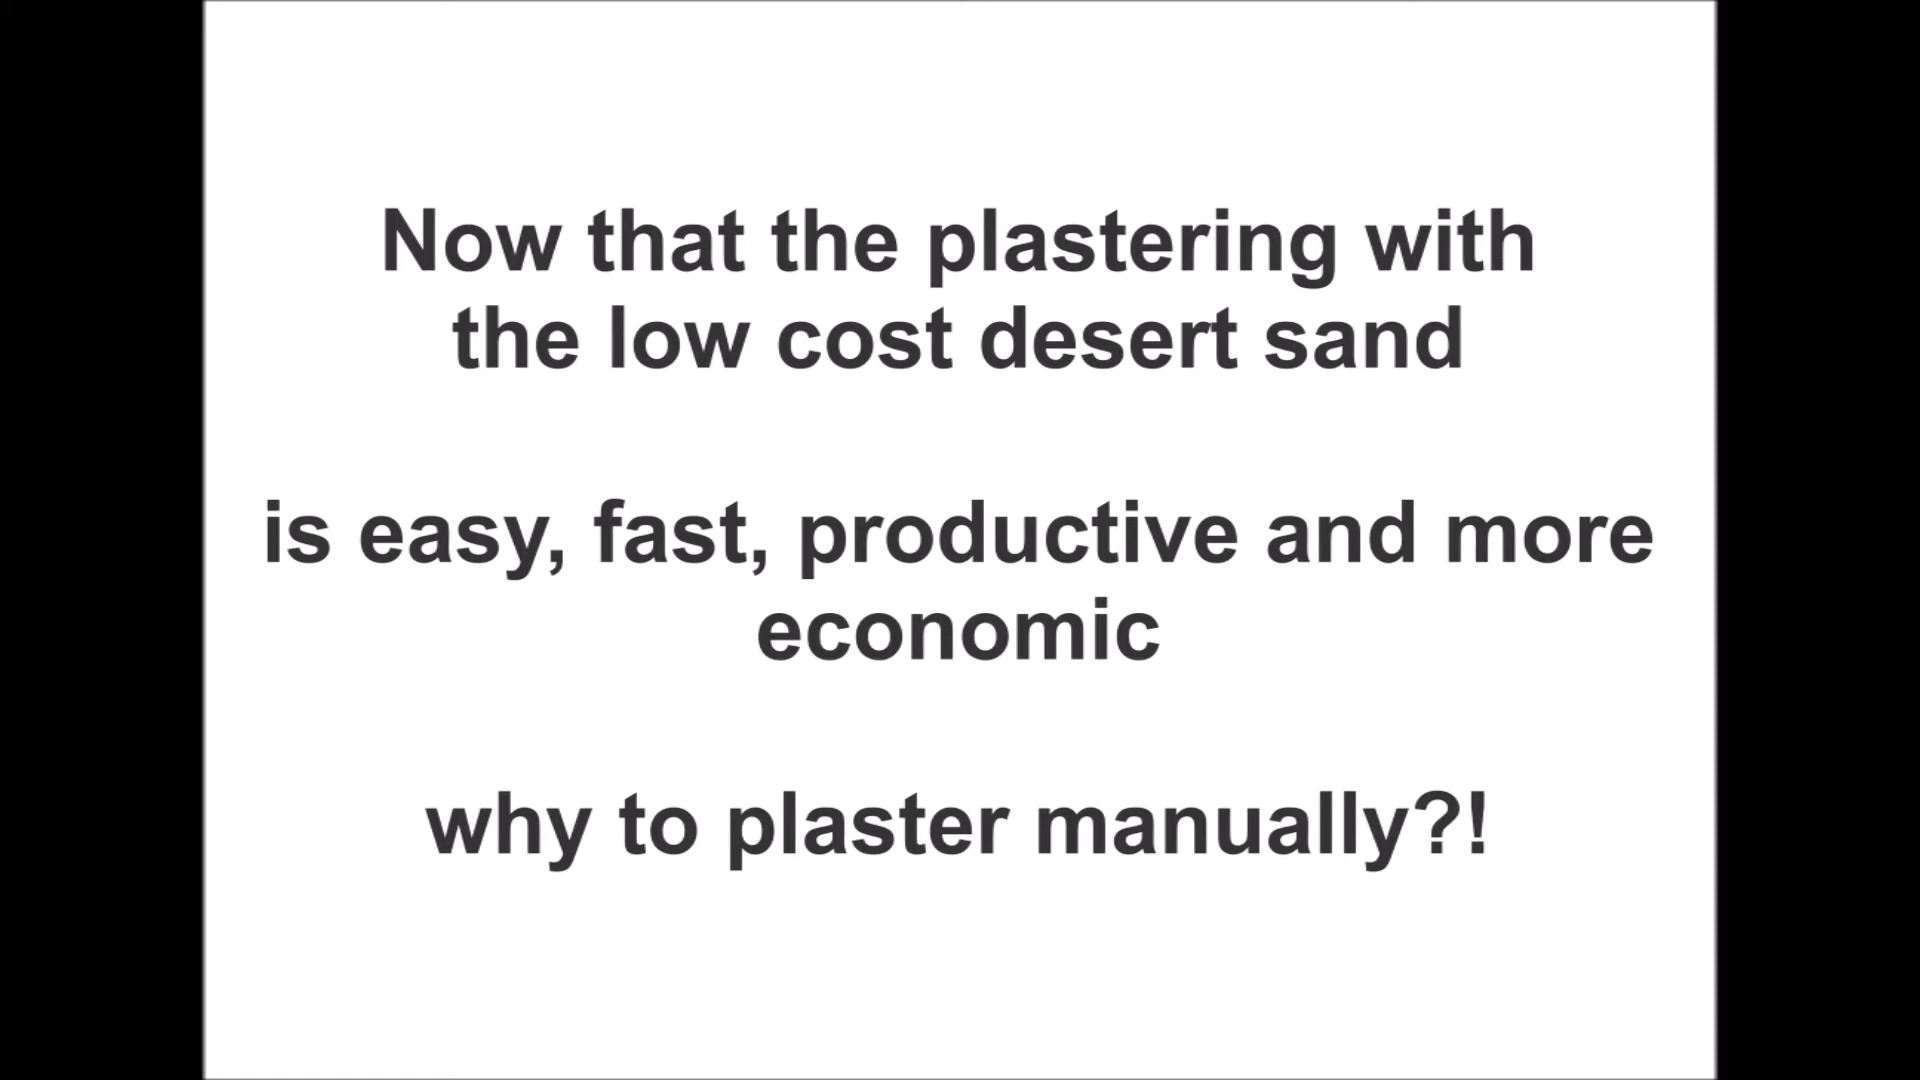 Now that the plastering with
the low cost desert sand
is easy, fast, productive and more
economic
why to plaster manually?!